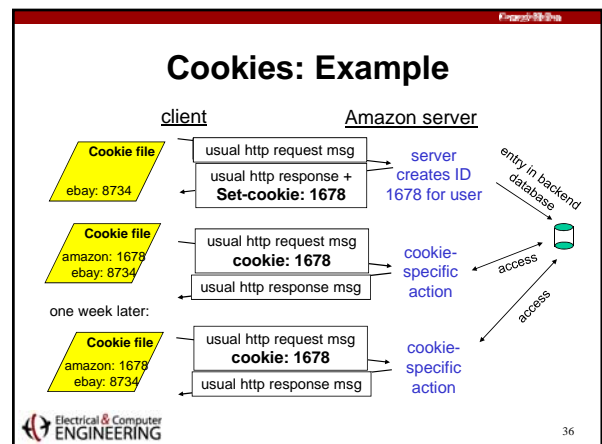 Carnegie Mellon
Cookies: Example
client
Amazon server
Cookie file
ebay: 8734
usual http request msg
usual http response +
Set-cookie: 1678
server
creates ID
1678 for user
entry in backend
database
Cookie file
amazon: 1678
ebay: 8734
usual http request msg
cookie: 1678
usual http response msg
cookie-
specific
action
access
one week later:
Cookie file
amazon: 1678
ebay: 8734
usual http request msg
cookie: 1678
usual http response msg
cookie-
specific
action
access
Electrical & Computer
ENGINEERING
36